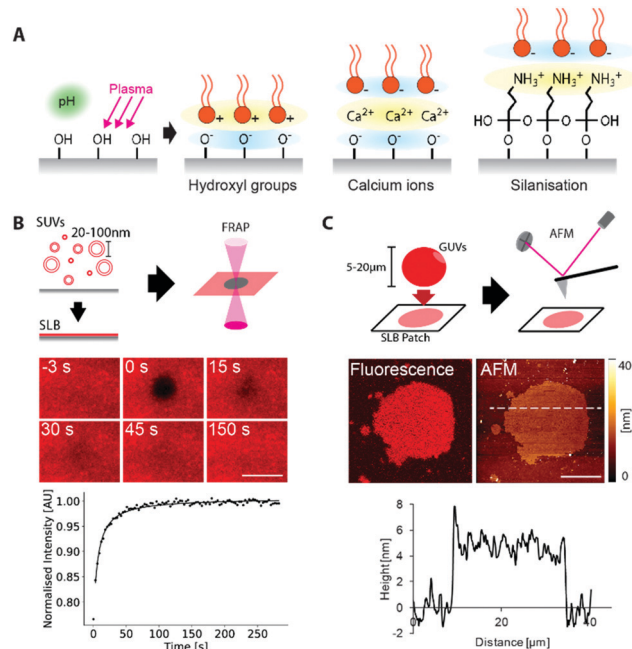 A
pH
Plasma
OH OH OH
+ + +
O⁻ O⁻ O⁻
Hydroxyl groups
- - -
Ca²⁺ Ca²⁺ Ca²⁺
O⁻ O⁻ O⁻
Calcium ions
- - -
NH₃⁺ NH₃⁺ NH₃⁺
HO O O OH
O O O
Silanisation
B
SUVs
20-100nm
SLB
FRAP
-3 s 0 s 15 s
30 s 45 s 150 s
Normalised Intensity [AU]
1.00
0.95
0.90
0.85
0.80
0 50 100 150 200 250
Time [s]
C
GUVs
5-20µm
SLB Patch
AFM
Fluorescence
AFM
40
[nm]
0
Height [nm]
8
6
4
2
0
-2
0 20 40
Distance [µm]